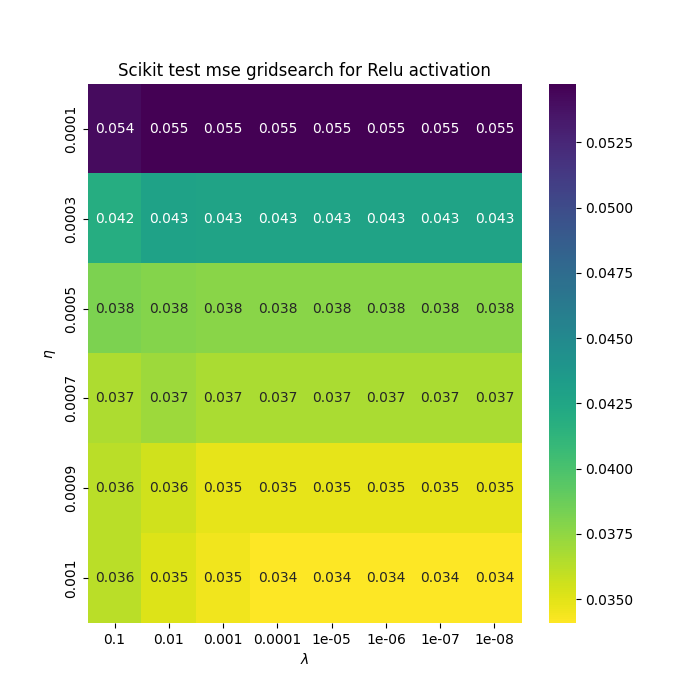 Scikit test mse gridsearch for Relu activation
0.0001 0.054 0.055 0.055 0.055 0.055 0.055 0.055 0.055
0.0003 0.042 0.043 0.043 0.043 0.043 0.043 0.043 0.043
0.0005 0.038 0.038 0.038 0.038 0.038 0.038 0.038 0.038
0.0007 0.037 0.037 0.037 0.037 0.037 0.037 0.037 0.037
0.0009 0.036 0.036 0.035 0.035 0.035 0.035 0.035 0.035
0.001 0.036 0.035 0.035 0.034 0.034 0.034 0.034 0.034
η
0.1 0.01 0.001 0.0001 1e-05 1e-06 1e-07 1e-08
λ
0.0525
0.0500
0.0475
0.0450
0.0425
0.0400
0.0375
0.0350